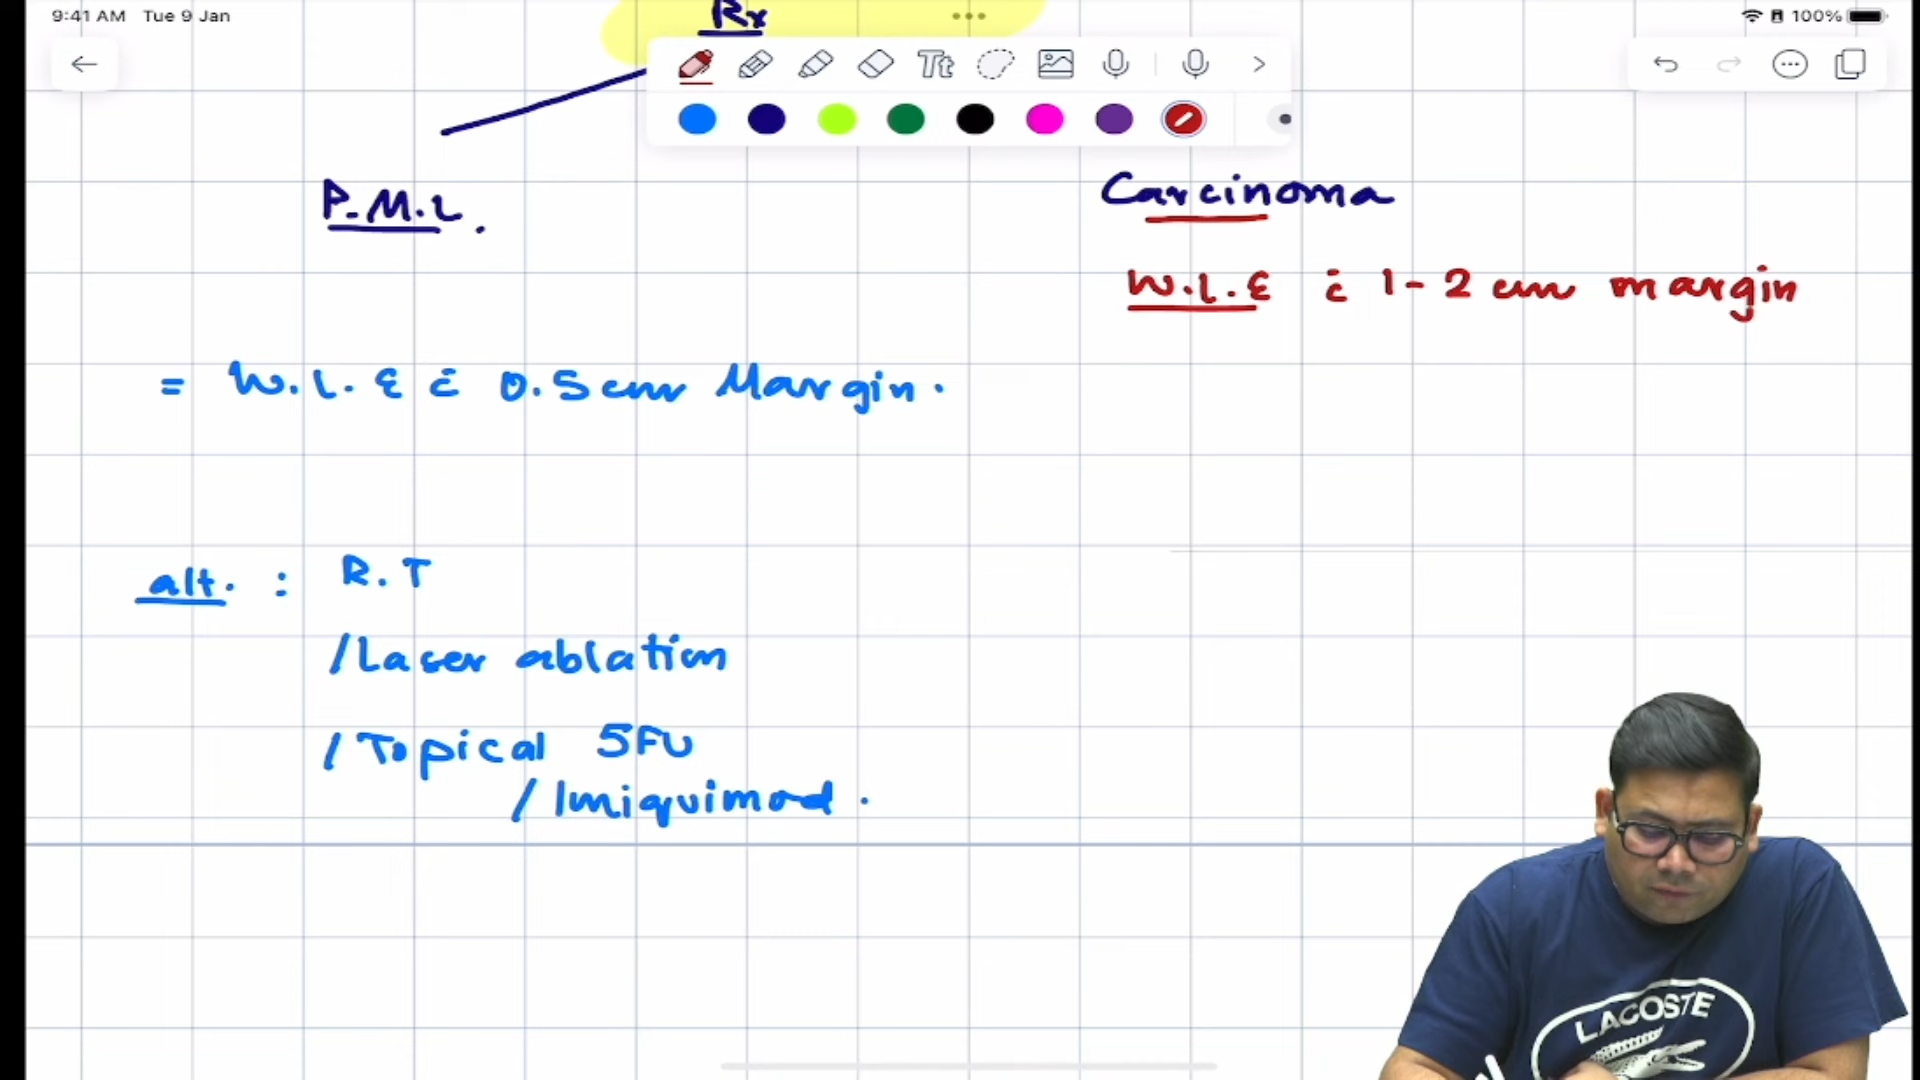 9:41 AM Tue 9 Jan
100%
Rx
Tt
P.M.L.
Carcinoma
W.L.E c̄ 1-2 cm margin
= W.L.E c̄ 0.5cm Margin.
alt. : R.T
/Laser ablation
/Topical 5FU
/Imiquimod.
LACOSTE